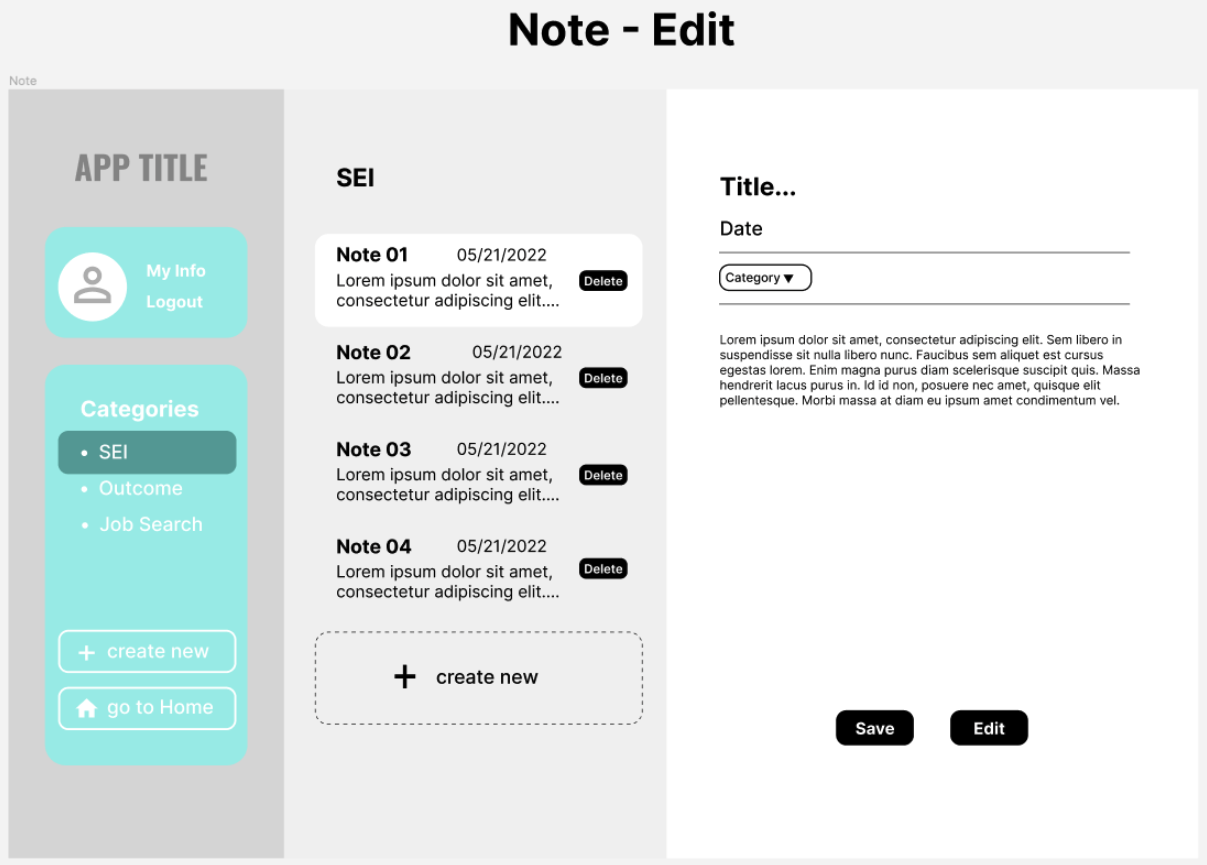 Note - Edit
Note
APP TITLE
My Info
Logout
Categories
• SEI
• Outcome
• Job Search
+ create new
go to Home
SEI
Note 01 05/21/2022
Lorem ipsum dolor sit amet,
consectetur adipiscing elit....
Delete
Note 02 05/21/2022
Lorem ipsum dolor sit amet,
consectetur adipiscing elit....
Delete
Note 03 05/21/2022
Lorem ipsum dolor sit amet,
consectetur adipiscing elit....
Delete
Note 04 05/21/2022
Lorem ipsum dolor sit amet,
consectetur adipiscing elit....
Delete
+ create new
Title...
Date
Category ▼
Lorem ipsum dolor sit amet, consectetur adipiscing elit. Sem libero in
suspendisse sit nulla libero nunc. Faucibus sem aliquet est cursus
egestas lorem. Enim magna purus diam scelerisque suscipit quis. Massa
hendrerit lacus purus in. Id id non, posuere nec amet, quisque elit
pellentesque. Morbi massa at diam eu ipsum amet condimentum vel.
Save Edit